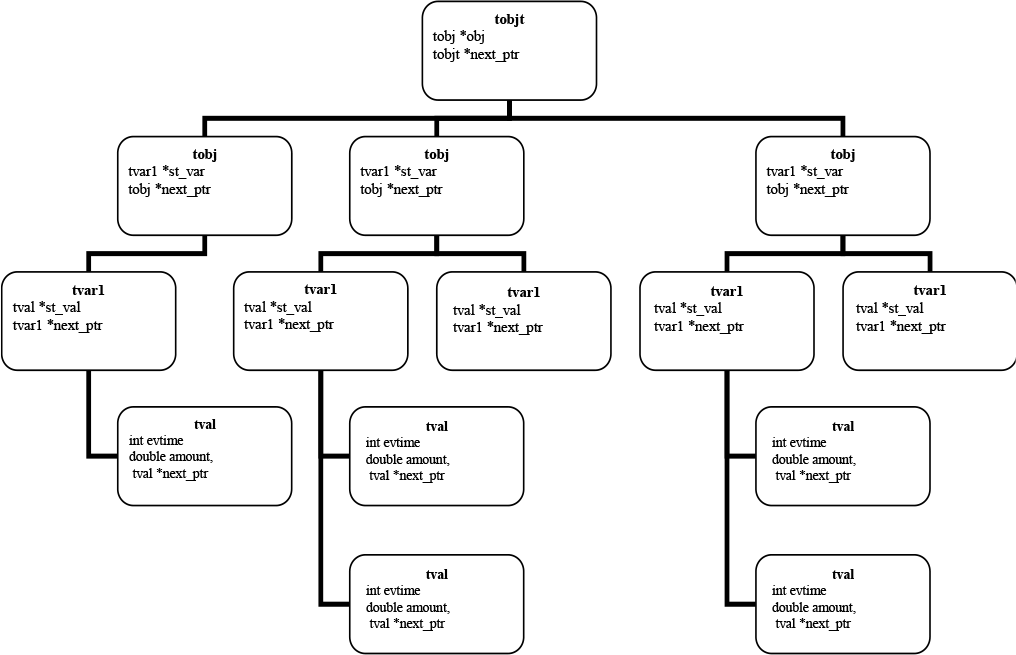 tobjt
tobj *obj
tobjt *next_ptr
tobj
tvar1 *st_var
tobj *next_ptr
tobj
tvar1 *st_var
tobj *next_ptr
tobj
tvar1 *st_var
tobj *next_ptr
tvar1
tval *st_val
tvar1 *next_ptr
tvar1
tval *st_val
tvar1 *next_ptr
tvar1
tval *st_val
tvar1 *next_ptr
tvar1
tval *st_val
tvar1 *next_ptr
tvar1
tval *st_val
tvar1 *next_ptr
tval
int evtime
double amount,
tval *next_ptr
tval
int evtime
double amount,
tval *next_ptr
tval
int evtime
double amount,
tval *next_ptr
tval
int evtime
double amount,
tval *next_ptr
tval
int evtime
double amount,
tval *next_ptr